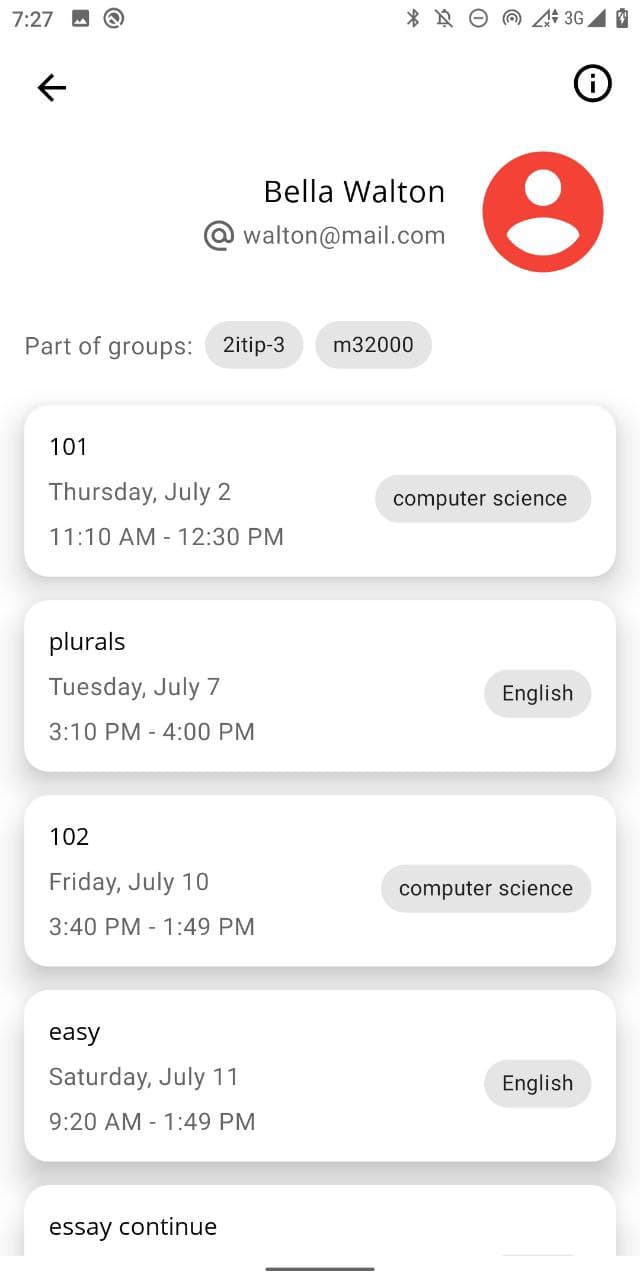 7:27
3G
Bella Walton
@ walton@mail.com
Part of groups: 2itip-3 m32000
101
Thursday, July 2
computer science
11:10 AM - 12:30 PM
plurals
Tuesday, July 7
English
3:10 PM - 4:00 PM
102
Friday, July 10
computer science
3:40 PM - 1:49 PM
easy
Saturday, July 11
English
9:20 AM - 1:49 PM
essay continue